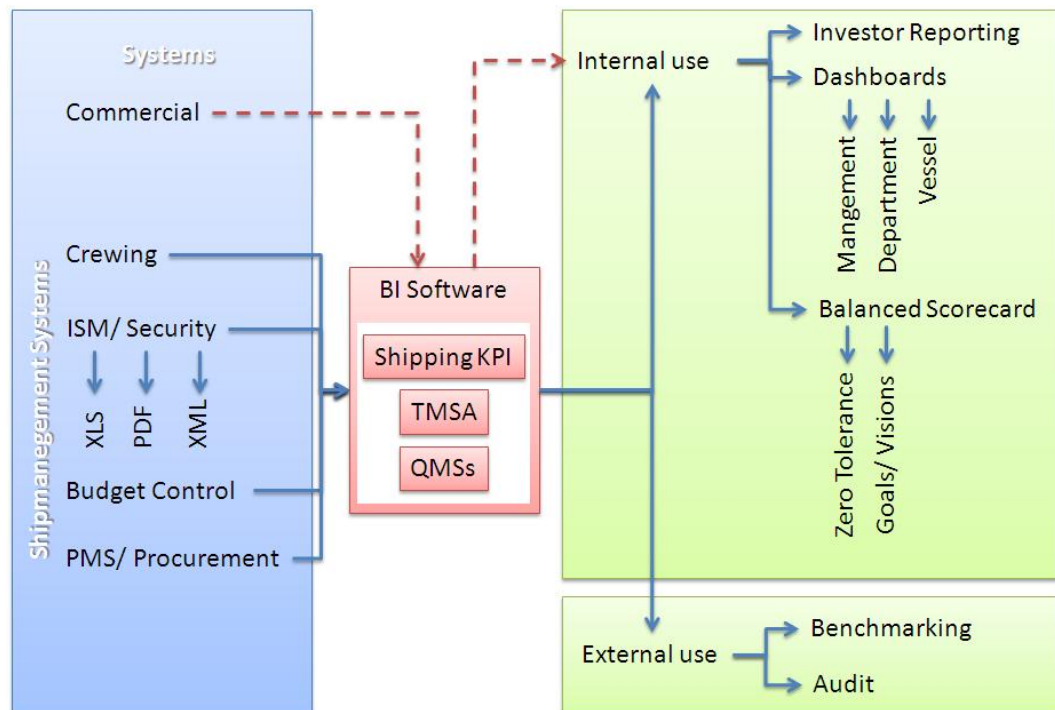 Systems
Commercial
Shipmanegement Systems
Crewing
ISM/ Security
XLS
PDF
XML
Budget Control
PMS/ Procurement
BI Software
Shipping KPI
TMSA
QMSs
Internal use
Investor Reporting
Dashboards
Mangement
Department
Vessel
Balanced Scorecard
Zero Tolerance
Goals/ Visions
External use
Benchmarking
Audit